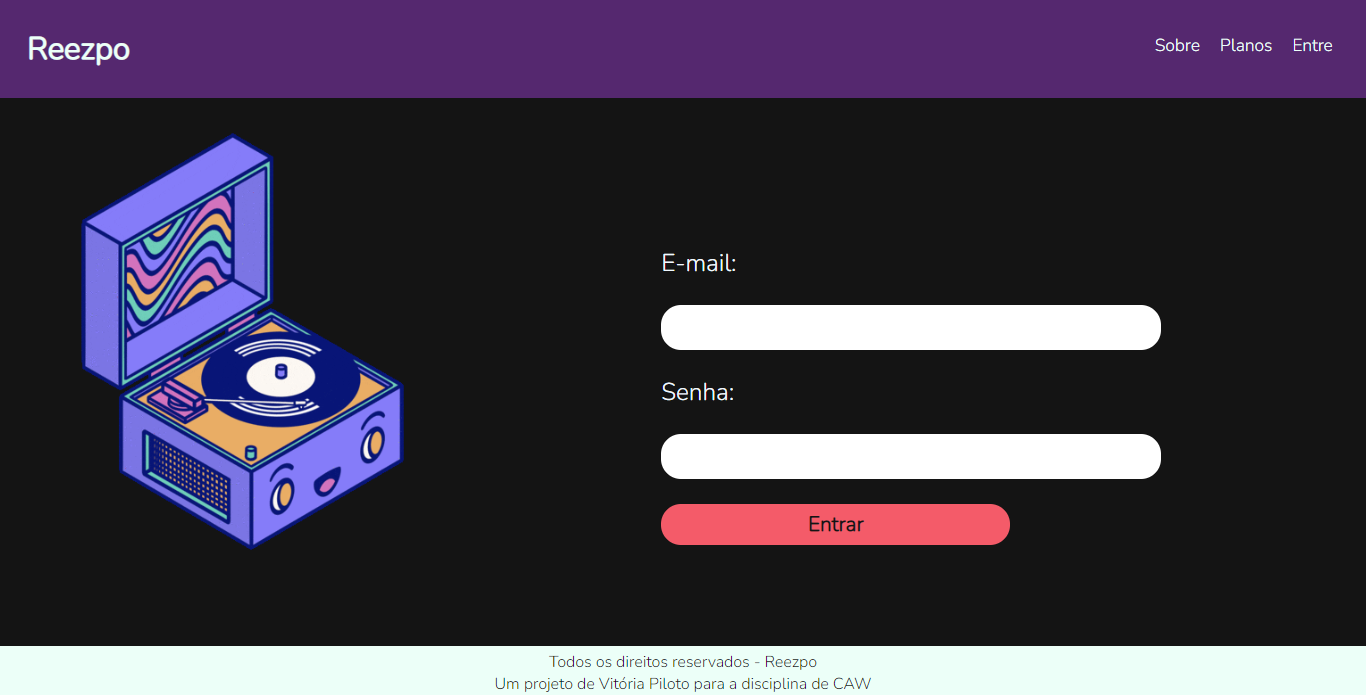 Reezpo
Sobre Planos Entre
E-mail:
Senha:
Entrar
Todos os direitos reservados - Reezpo
Um projeto de Vitória Piloto para a disciplina de CAW